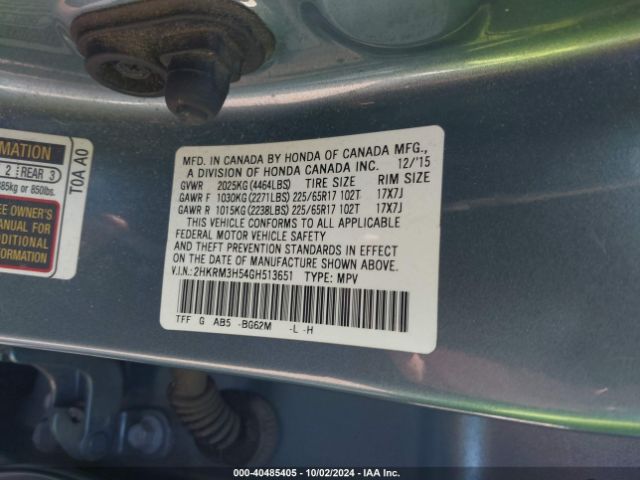 MATION
2 REAR 3
385kg or 850lbs.
EE OWNER'S
MANUAL FOR
ADDITIONAL
FORMATION
T0A A0
MFD. IN CANADA BY HONDA OF CANADA MFG.,
A DIVISION OF HONDA CANADA INC. 12/'15
GVWR 2025KG (4464LBS) TIRE SIZE RIM SIZE
GAWR F 1030KG (2271LBS) 225/65R17 102T 17X7J
GAWR R 1015KG (2238LBS) 225/65R17 102T 17X7J
THIS VEHICLE CONFORMS TO ALL APPLICABLE
FEDERAL MOTOR VEHICLE SAFETY
AND THEFT PREVENTION STANDARDS IN EFFECT
ON THE DATE OF MANUFACTURE SHOWN ABOVE.
V.I.N.: 2HKRM3H54GH513651 TYPE: MPV
TFF G AB5 -BG62M -L -H
000-40485405 - 10/02/2024 - IAA Inc.